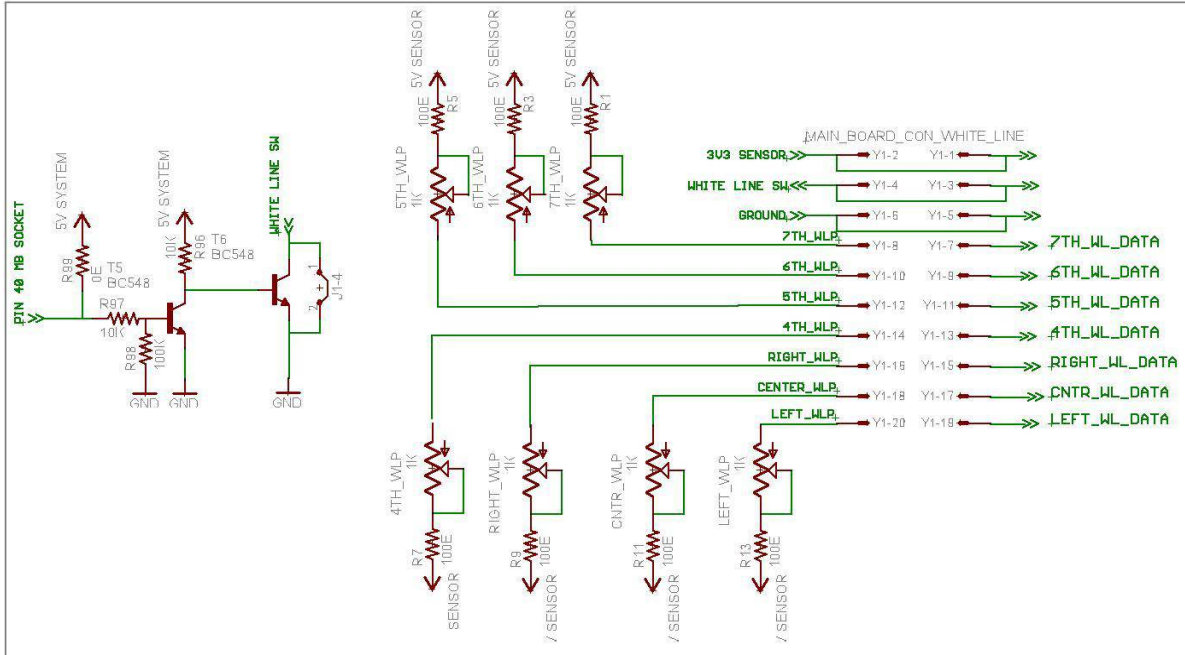 5V SENSOR
5V SENSOR
5V SENSOR
100E
R5
100E
R3
100E
R1
5TH_WLP
1K
6TH_WLP
1K
7TH_WLP
1K
MAIN_BOARD_CON_WHITE_LINE
3V3 SENSOR
Y1-2
Y1-1
WHITE LINE SW
Y1-4
Y1-3
GROUND
Y1-6
Y1-5
7TH_WLP
Y1-8
Y1-7
7TH_WL_DATA
6TH_WLP
Y1-10
Y1-9
6TH_WL_DATA
5TH_WLP
Y1-12
Y1-11
5TH_WL_DATA
4TH_WLP
Y1-14
Y1-13
4TH_WL_DATA
RIGHT_WLP
Y1-16
Y1-15
RIGHT_WL_DATA
CENTER_WLP
Y1-18
Y1-17
CNTR_WL_DATA
LEFT_WLP
Y1-20
Y1-19
LEFT_WL_DATA
PIN 40 MB SOCKET
5V SYSTEM
R99
0E
T5
BC548
R97
10K
R98
100K
GND
GND
5V SYSTEM
10K
R96
T6
BC548
WHITE LINE SW
1
2
J1-4
GND
4TH_WLP
1K
RIGHT_WLP
1K
CNTR_WLP
1K
LEFT_WLP
1K
R7
100E
R9
100E
R11
100E
R13
100E
SENSOR
/ SENSOR
/ SENSOR
/ SENSOR